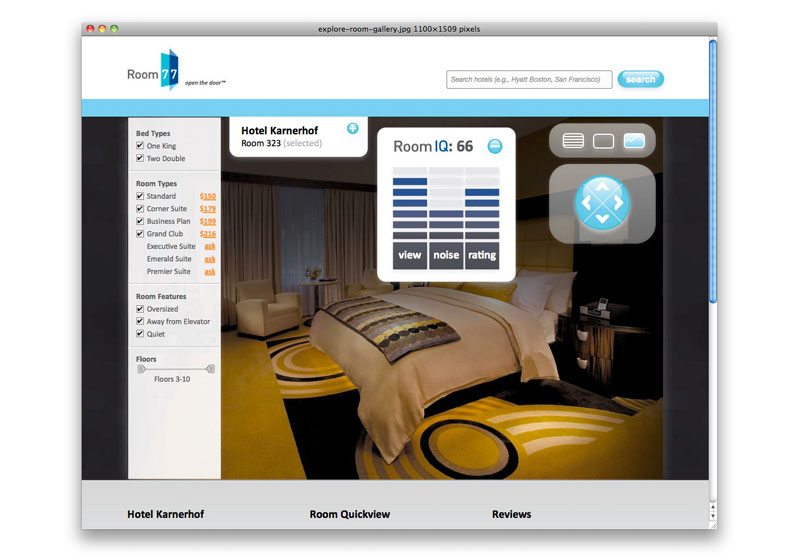 explore-room-gallery.jpg 1100×1509 pixels
Room 77
open the door™
Search hotels (e.g., Hyatt Boston, San Francisco)
search
Bed Types
One King
Two Double
Room Types
Standard $150
Corner Suite $179
Business Plan $199
Grand Club $216
Executive Suite ask
Emerald Suite ask
Premier Suite ask
Room Features
Oversized
Away from Elevator
Quiet
Floors
Floors 3-10
Hotel Karnerhof
Room 323 (selected)
Room IQ: 66
view noise rating
Hotel Karnerhof
Room Quickview
Reviews